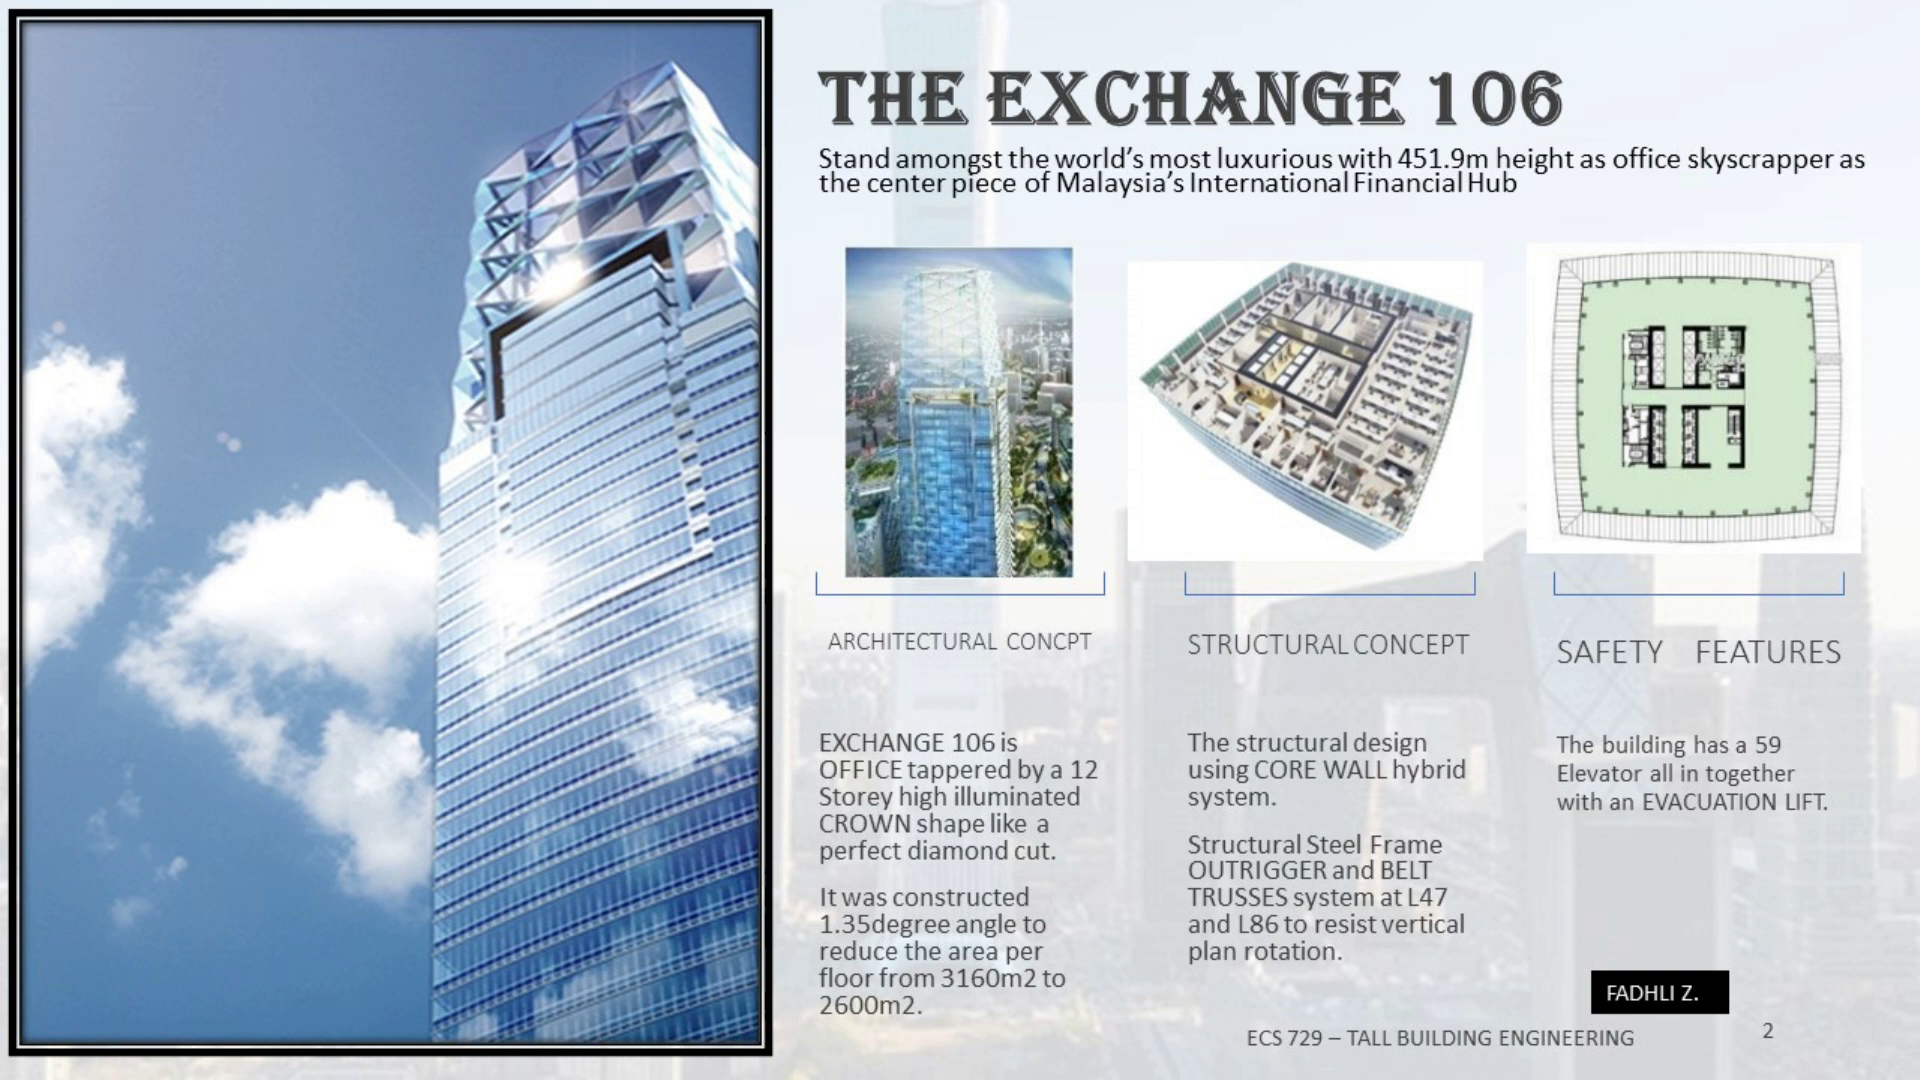 THE EXCHANGE 106
Stand amongst the world's most luxurious with 451.9m height as office skyscrapper as
the center piece of Malaysia's International Financial Hub
ARCHITECTURAL CONCPT
EXCHANGE 106 is
OFFICE tappered by a 12
Storey high illuminated
CROWN shape like a
perfect diamond cut.
It was constructed
1.35degree angle to
reduce the area per
floor from 3160m2 to
2600m2.
STRUCTURAL CONCEPT
The structural design
using CORE WALL hybrid
system.
Structural Steel Frame
OUTRIGGER and BELT
TRUSSES system at L47
and L86 to resist vertical
plan rotation.
SAFETY FEATURES
The building has a 59
Elevator all in together
with an EVACUATION LIFT.
FADHLI Z.
ECS 729 – TALL BUILDING ENGINEERING
2